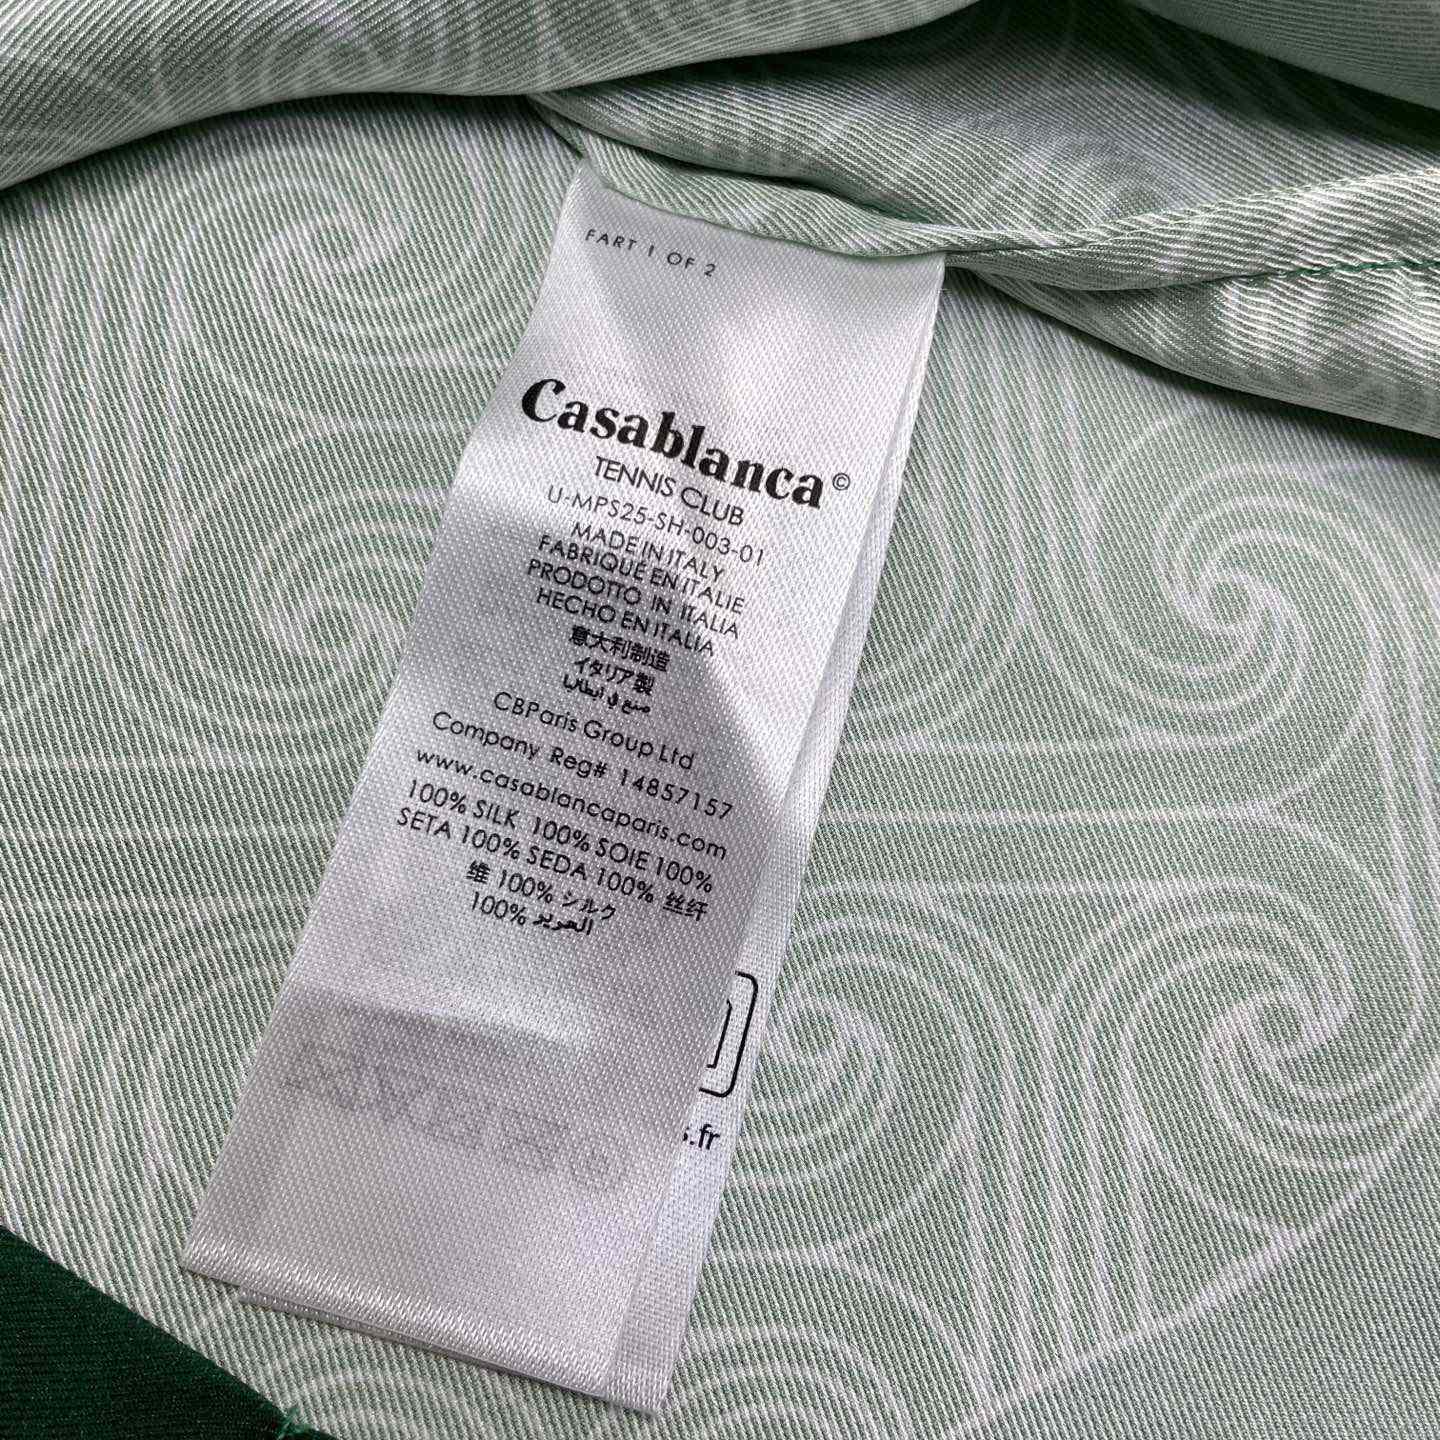 FART 1 OF 2
Casablanca©
TENNIS CLUB
U-MPS25-SH-003-01
MADE IN ITALY
FABRIQUÉ EN ITALIE
PRODOTTO IN ITALIA
HECHO EN ITALIA
意大利制造
イタリア製
صنع في ايطاليا
CBParis Group Ltd
Company Reg# 14857157
www.casablancaparis.com
100% SILK 100% SOIE 100%
SETA 100% SEDA 100% 丝纤
维 100% シルク
100% الحرير
s.fr